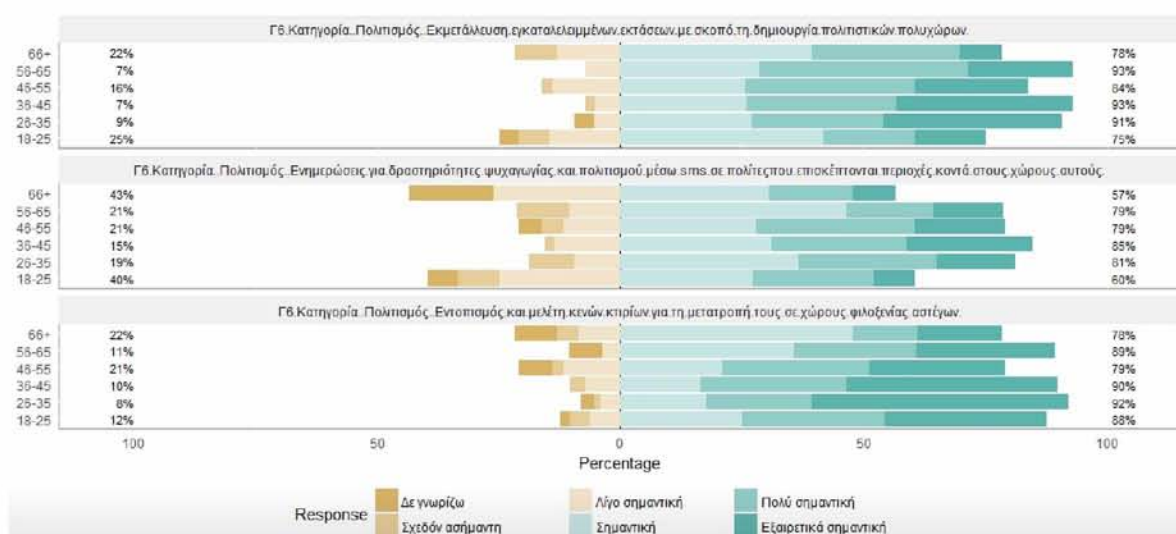 Γ6.Κατηγορία..Πολιτισμός..Εκμετάλλευση.εγκαταλελειμμένων.εκτάσεων.με.σκοπό.τη.δημιουργία.πολιτιστικών.πολυχώρων.
66+ 22% 78%
56-65 7% 93%
46-55 16% 84%
36-45 7% 93%
26-35 9% 91%
18-25 25% 75%
Γ6.Κατηγορία..Πολιτισμός..Ενημερώσεις.για.δραστηριότητες.ψυχαγωγίας.και.πολιτισμού.μέσω.sms.σε.πολίτεςπου.επισκέπτονται.περιοχές.κοντά.στους.χώρους.αυτούς.
66+ 43% 57%
56-65 21% 79%
46-55 21% 79%
36-45 15% 85%
26-35 19% 81%
18-25 40% 60%
Γ6.Κατηγορία..Πολιτισμός..Εντοπισμός.και.μελέτη.κενών.κτιρίων.για.τη.μετατροπή.τους.σε.χώρους.φιλοξενίας.αστέγων.
66+ 22% 78%
56-65 11% 89%
46-55 21% 79%
36-45 10% 90%
26-35 8% 92%
18-25 12% 88%
100 50 0 50 100
Percentage
Response
Δε γνωρίζω Λίγο σημαντική Πολύ σημαντική
Σχεδόν ασήμαντη Σημαντική Εξαιρετικά σημαντική